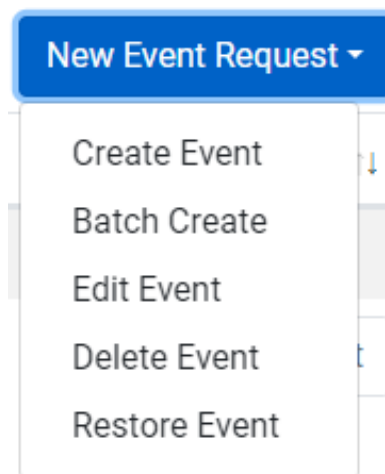 New Event Request
Create Event
Batch Create
Edit Event
Delete Event
Restore Event